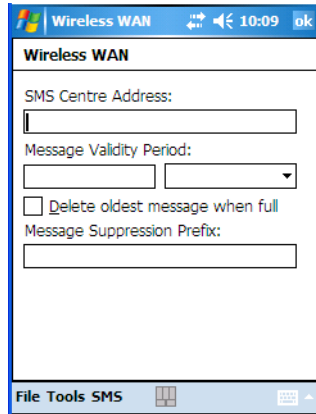 Wireless WAN 10:09 ok
Wireless WAN
SMS Centre Address:
Message Validity Period:
Delete oldest message when full
Message Suppression Prefix:
File Tools SMS